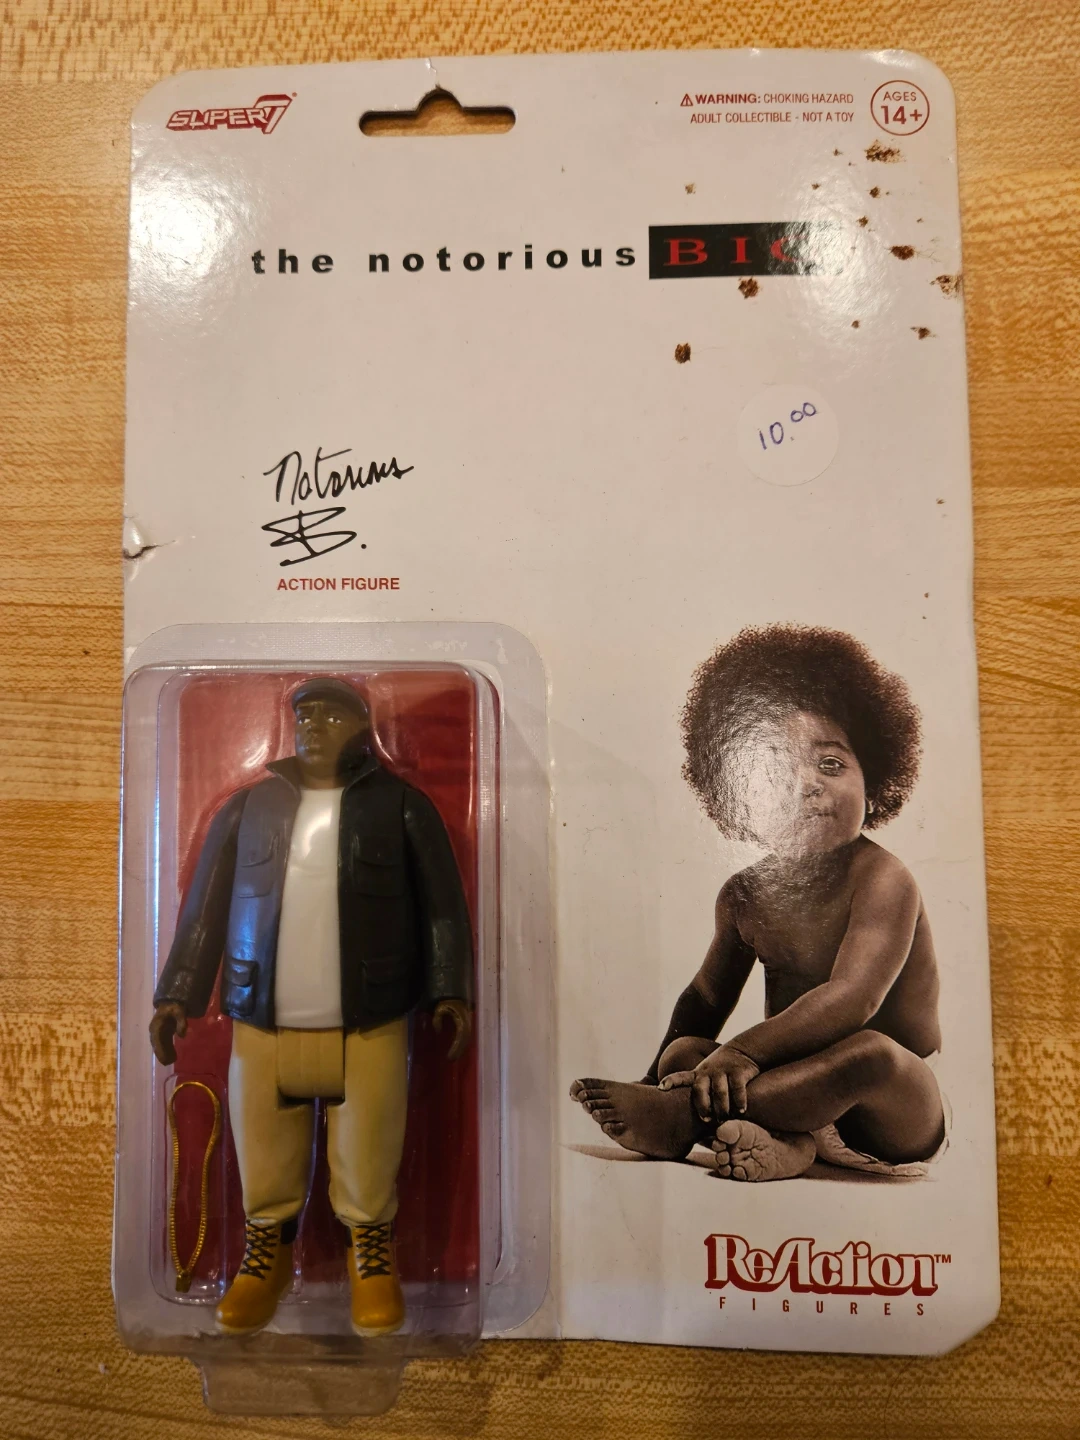 SUPER7®
⚠WARNING: CHOKING HAZARD
ADULT COLLECTIBLE - NOT A TOY
AGES
14+
the notorious BIG
10.00
Notorious
B.
ACTION FIGURE
ReAction™
FIGURES